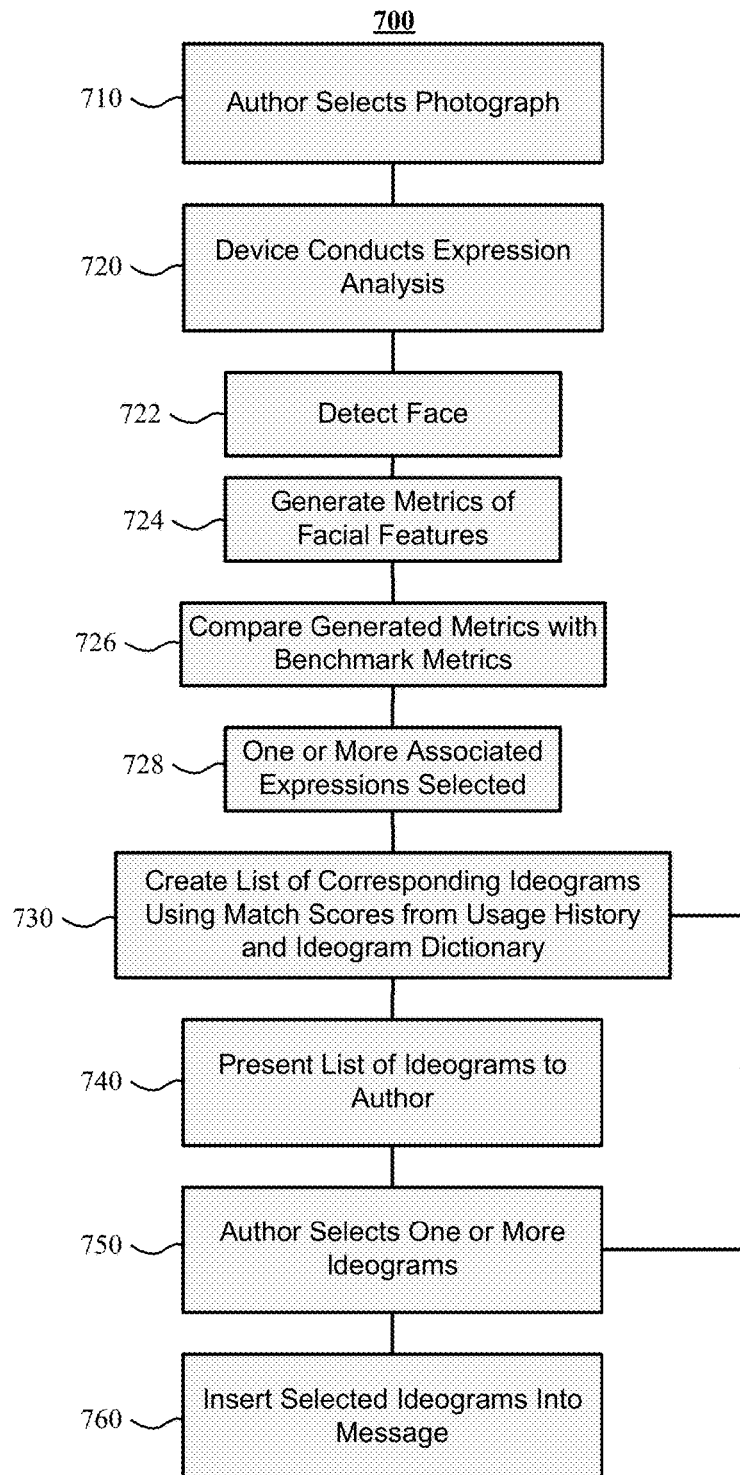 700
710
Author Selects Photograph
720
Device Conducts Expression
Analysis
722
Detect Face
724
Generate Metrics of
Facial Features
726
Compare Generated Metrics with
Benchmark Metrics
728
One or More Associated
Expressions Selected
730
Create List of Corresponding Ideograms
Using Match Scores from Usage History
and Ideogram Dictionary
740
Present List of Ideograms to
Author
750
Author Selects One or More
Ideograms
760
Insert Selected Ideograms Into
Message